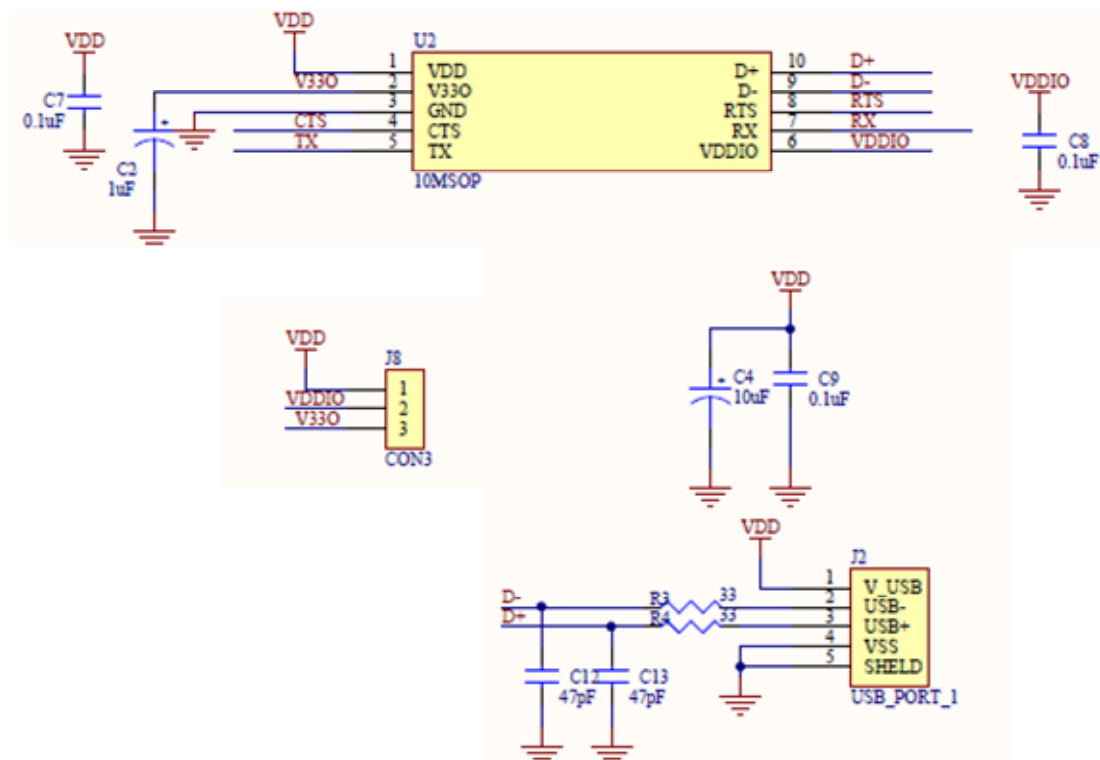 VDD
U2
VDD
1 VDD D+ 10 D+
V33O 2 V33O D- 9 D-
3 GND RTS 8 RTS
CTS 4 CTS RX 7 RX
TX 5 TX VDDIO 6 VDDIO
10MSOP
C7
0.1uF
+
C2
1uF
VDDIO
C8
0.1uF
VDD
J8
1
VDDIO 2
V33O 3
CON3
VDD
+ C4
10uF
C9
0.1uF
VDD
J2
1 V_USB
D- R3 33 2 USB-
D+ R4 33 3 USB+
4 VSS
5 SHELD
USB_PORT_1
C12
47pF
C13
47pF